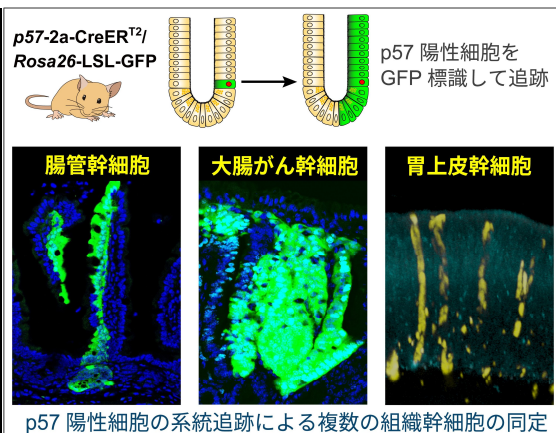 p57-2a-CreERT2/
Rosa26-LSL-GFP
p57 陽性細胞を
GFP 標識して追跡
腸管幹細胞
大腸がん幹細胞
胃上皮幹細胞
p57 陽性細胞の系統追跡による複数の組織幹細胞の同定